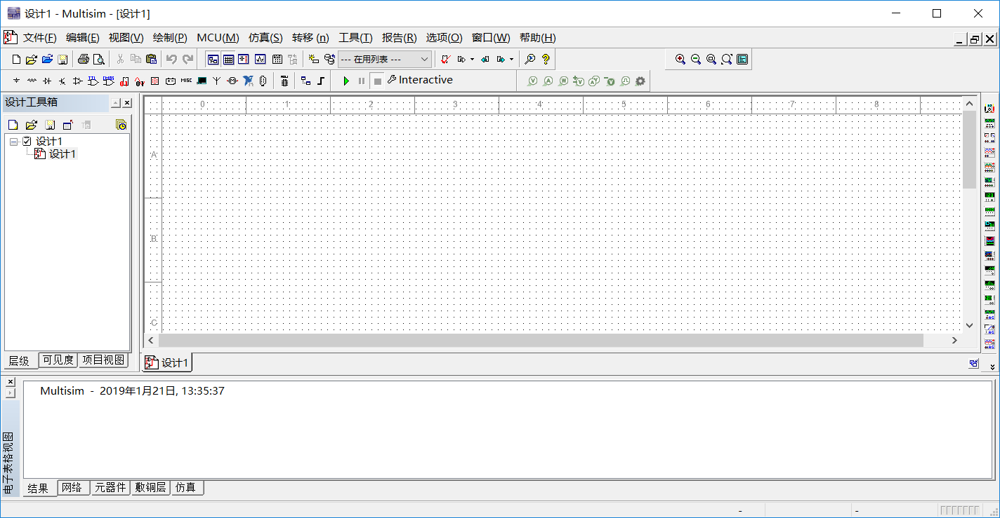 设计1 - Multisim - [设计1]
文件(F) 编辑(E) 视图(V) 绘制(P) MCU(M) 仿真(S) 转移 (n) 工具(T) 报告(R) 选项(O) 窗口(W) 帮助(H)
--- 在用列表 ---
MISC Interactive
设计工具箱
0 1 2 3 4 5 6 7 8
设计1
设计1
A
B
C
层级 可见度 项目视图
设计1
Multisim - 2019年1月21日, 13:35:37
电子表格视图
结果 网络 元器件 敷铜层 仿真
- -